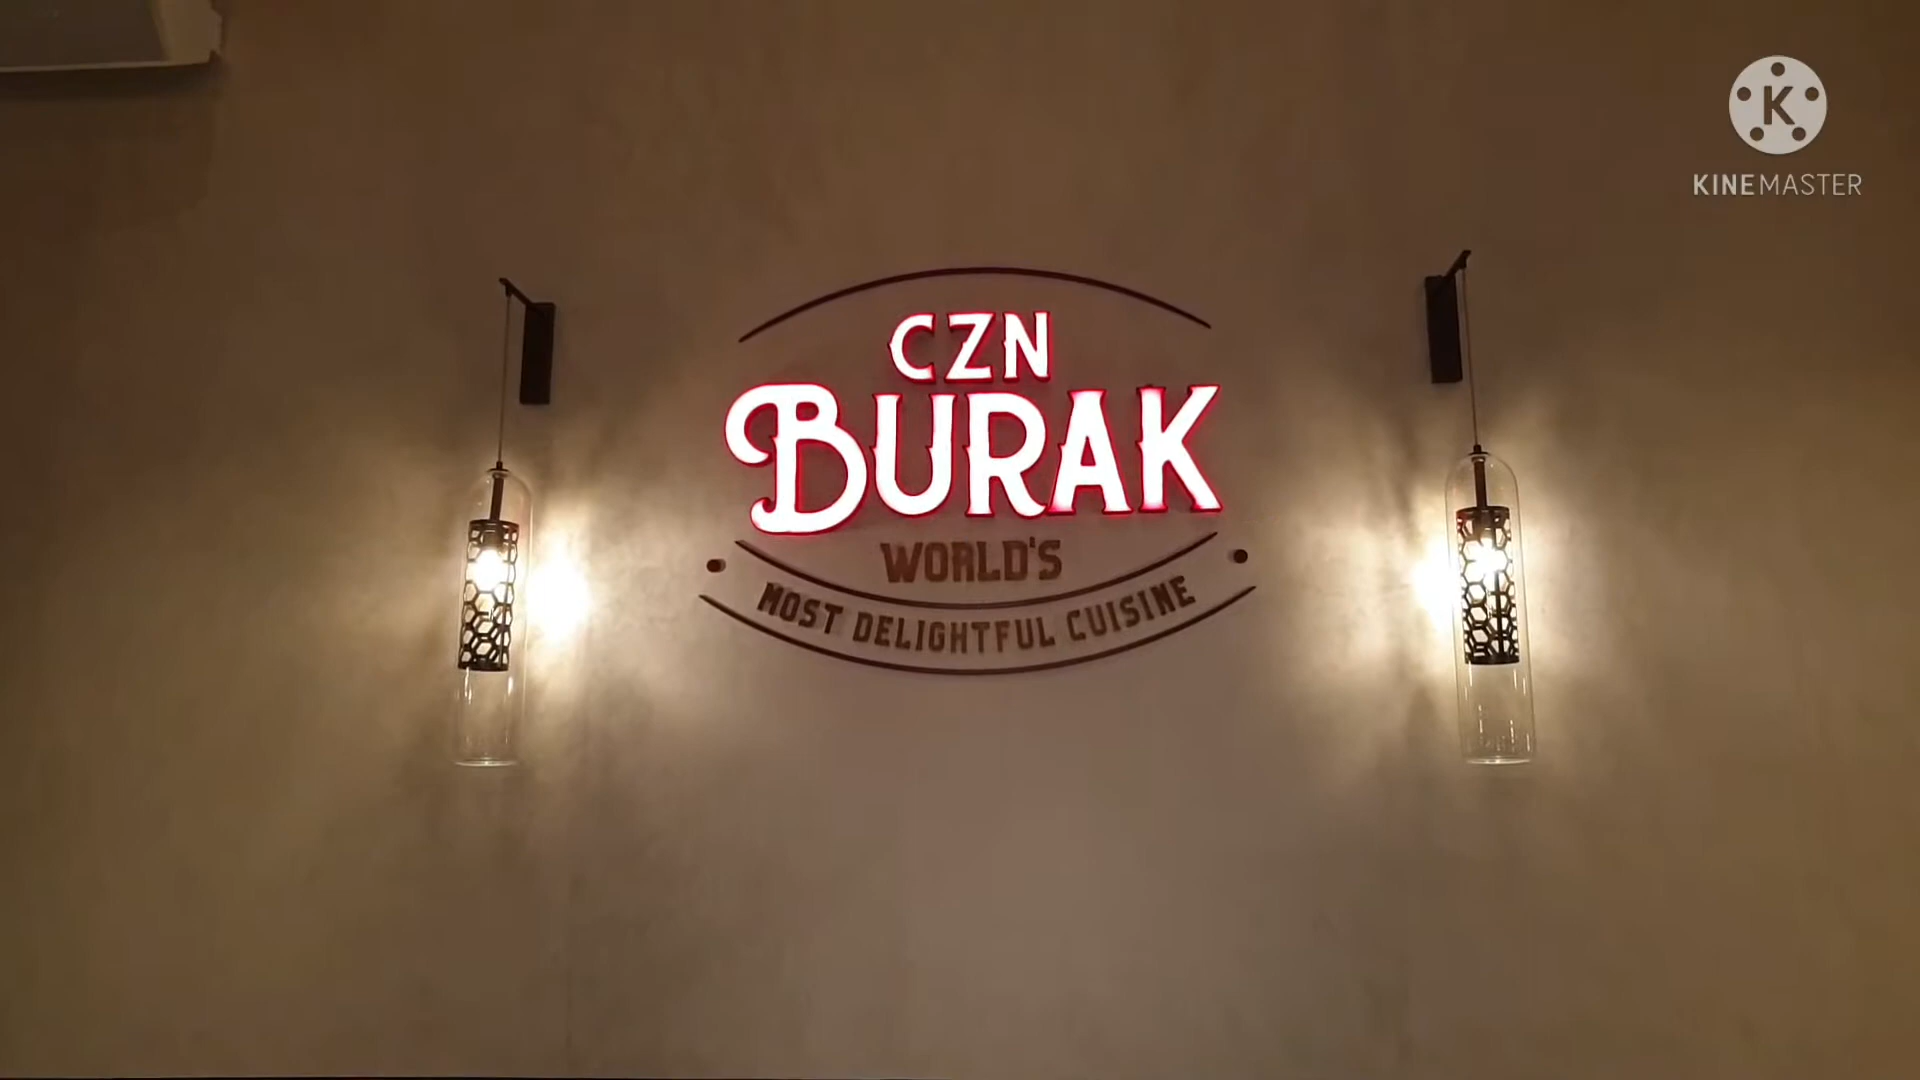 K
KINEMASTER
CZN
BURAK
WORLD'S
MOST DELIGHTFUL CUISINE